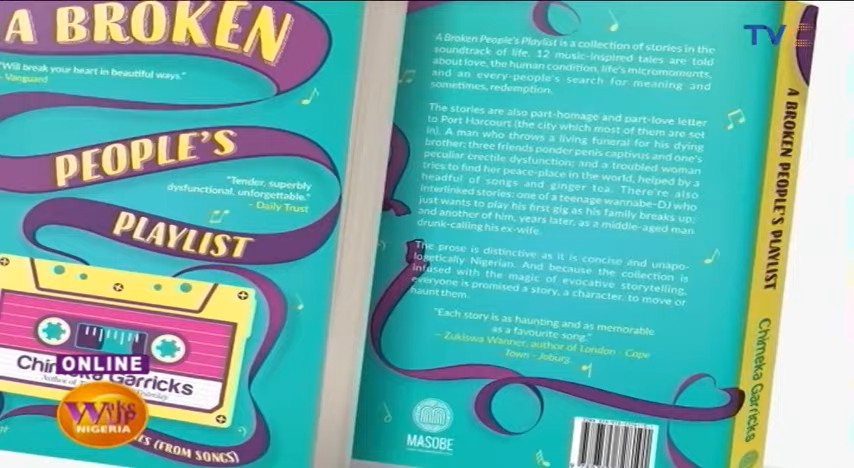 A BROKEN
"Will break your heart in beautiful ways."
- Vanguard
PEOPLE'S
"Tender, superbly
dysfunctional, unforgettable."
- Daily Trust
PLAYLIST
Chimeka Garricks
Author of
Yesterday
(FROM SONGS)
ONLINE
Wake Up
NIGERIA
A Broken People's Playlist is a collection of stories in the
soundtrack of life. 12 music-inspired tales are told
about love, the human condition, life's micromoments,
and an every-people's search for meaning and
sometimes, redemption.
The stories are also part-homage and part-love letter
to Port Harcourt (the city which most of them are set
in). A man who throws a living funeral for his dying
brother; three friends ponder penis captivus and one's
peculiar erectile dysfunction; and a troubled woman
tries to find her peace-place in the world, helped by a
headful of songs and ginger tea. There're also
interlinked stories: one of a teenage wannabe-DJ who
just wants to play his first gig as his family breaks up;
and another of him, years later, as a middle-aged man
drunk-calling his ex-wife.
The prose is distinctive as it is concise and unapo-
logetically Nigerian. And because the collection is
infused with the magic of evocative storytelling,
everyone is promised a story, a character, to move or
haunt them.
"Each story is as haunting and as memorable
as a favourite song."
- Zukiswa Wanner, author of London - Cape
Town - Joburg.
MASOBE
A BROKEN PEOPLE'S PLAYLIST
Chimeka Garricks
TVC